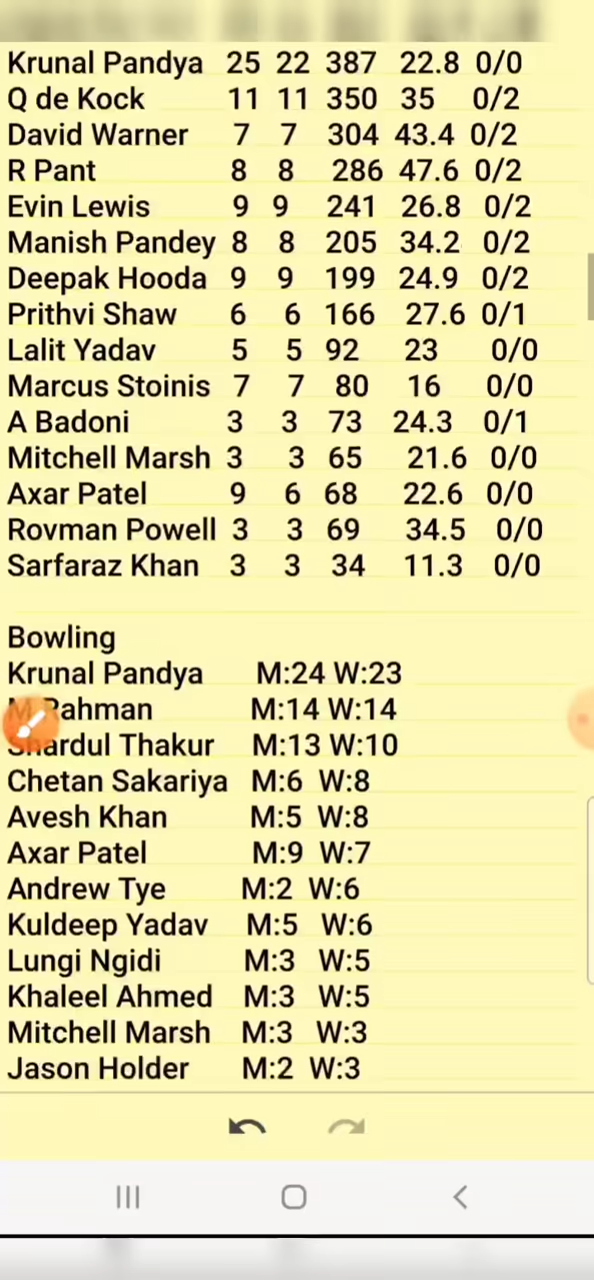 Krunal Pandya 25 22 387 22.8 0/0
Q de Kock 11 11 350 35 0/2
David Warner 7 7 304 43.4 0/2
R Pant 8 8 286 47.6 0/2
Evin Lewis 9 9 241 26.8 0/2
Manish Pandey 8 8 205 34.2 0/2
Deepak Hooda 9 9 199 24.9 0/2
Prithvi Shaw 6 6 166 27.6 0/1
Lalit Yadav 5 5 92 23 0/0
Marcus Stoinis 7 7 80 16 0/0
A Badoni 3 3 73 24.3 0/1
Mitchell Marsh 3 3 65 21.6 0/0
Axar Patel 9 6 68 22.6 0/0
Rovman Powell 3 3 69 34.5 0/0
Sarfaraz Khan 3 3 34 11.3 0/0
Bowling
Krunal Pandya M:24 W:23
M Rahman M:14 W:14
Shardul Thakur M:13 W:10
Chetan Sakariya M:6 W:8
Avesh Khan M:5 W:8
Axar Patel M:9 W:7
Andrew Tye M:2 W:6
Kuldeep Yadav M:5 W:6
Lungi Ngidi M:3 W:5
Khaleel Ahmed M:3 W:5
Mitchell Marsh M:3 W:3
Jason Holder M:2 W:3